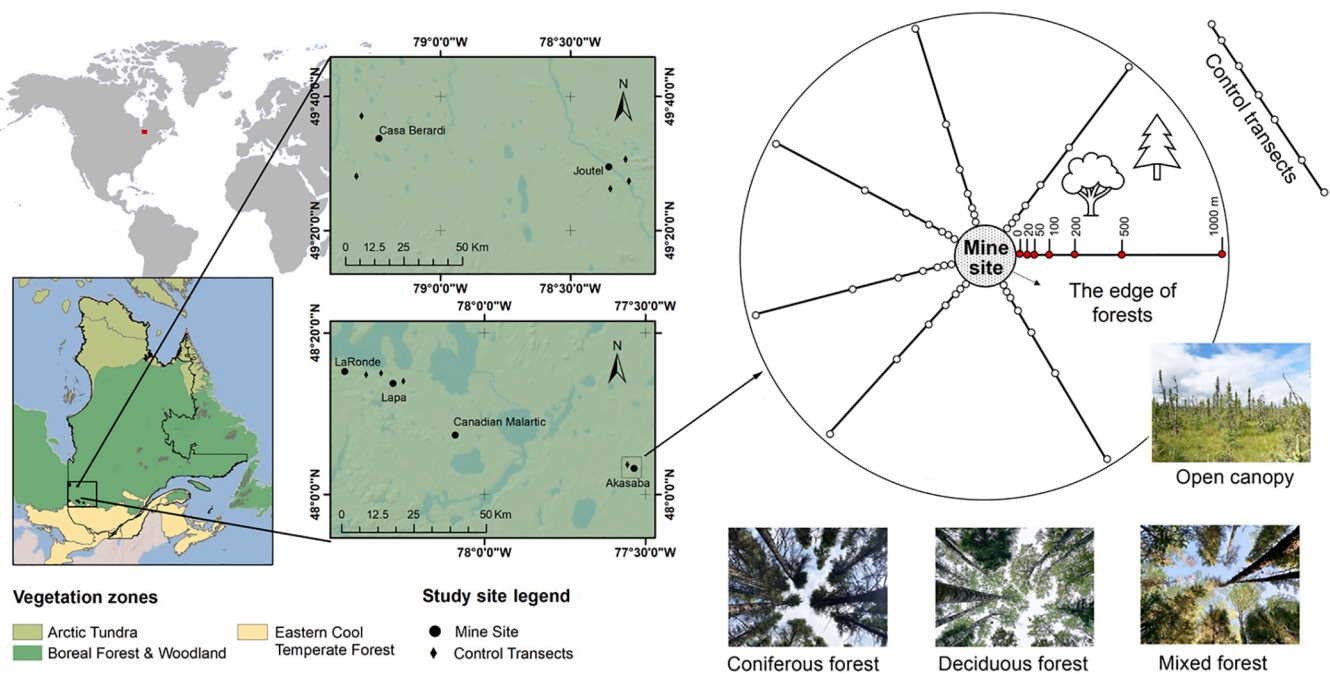 79°0'0"W
78°30'0"W
49°40'0"N
49°20'0"N
N
Casa Berardi
Joutel
0 12.5 25 50 Km
49°40'0"N
49°20'0"N
79°0'0"W
78°0'0"W
78°30'0"W
77°30'0"W
48°20'0"N
48°0'0"N
N
LaRonde
Lapa
Canadian Malartic
Akasaba
0 12.5 25 50 Km
48°20'0"N
48°0'0"N
78°0'0"W
77°30'0"W
Vegetation zones
Arctic Tundra
Boreal Forest & Woodland
Eastern Cool
Temperate Forest
Study site legend
Mine Site
Control Transects
Control transects
Mine
site
0 20 50 100 200 500 1000 m
The edge of
forests
Open canopy
Coniferous forest
Deciduous forest
Mixed forest